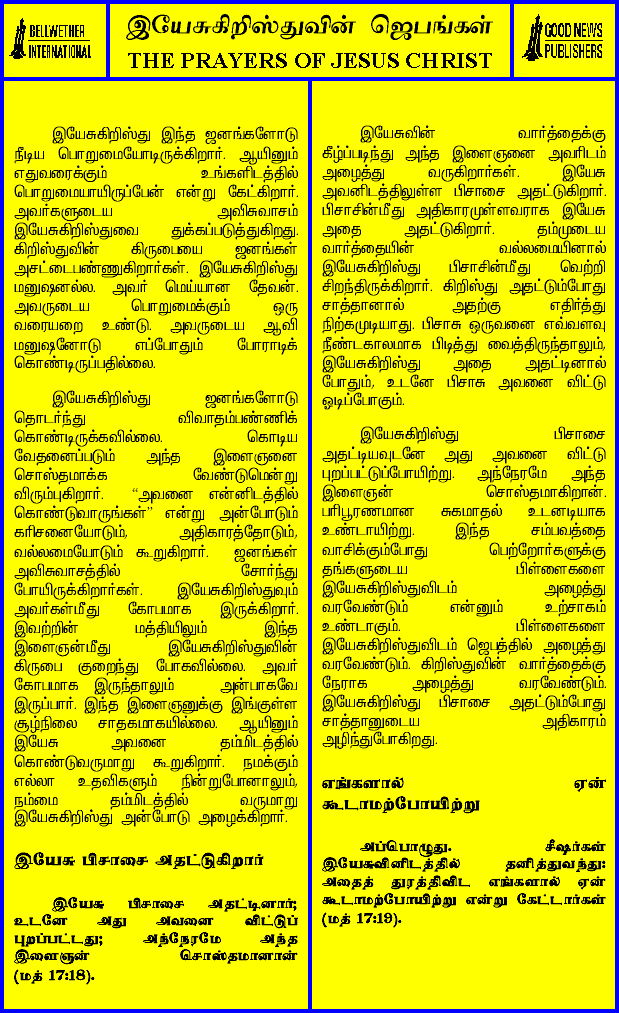 BELLWETHER
INTERNATIONAL
இயேசுகிறிஸ்துவின் ஜெபங்கள்
THE PRAYERS OF JESUS CHRIST
GOOD NEWS
PUBLISHERS
இயேசுகிறிஸ்து இந்த ஜனங்களோடு
நீடிய பொறுமையோடிருக்கிறார். ஆயினும்
எதுவரைக்கும் உங்களிடத்தில்
பொறுமையாயிருப்பேன் என்று கேட்கிறார்.
அவர்களுடைய அவிசுவாசம்
இயேசுகிறிஸ்துவை துக்கப்படுத்துகிறது.
கிறிஸ்துவின் கிருபையை ஜனங்கள்
அசட்டைபண்ணுகிறார்கள். இயேசுகிறிஸ்து
மனுஷனல்ல. அவர் மெய்யான தேவன்.
அவருடைய பொறுமைக்கும் ஒரு
வரையறை உண்டு. அவருடைய ஆவி
மனுஷனோடு எப்போதும் போராடிக்
கொண்டிருப்பதில்லை.
இயேசுகிறிஸ்து ஜனங்களோடு
தொடர்ந்து விவாதம்பண்ணிக்
கொண்டிருக்கவில்லை. கொடிய
வேதனைப்படும் அந்த இளைஞனை
சொஸ்தமாக்க வேண்டுமென்று
விரும்புகிறார். “அவனை என்னிடத்தில்
கொண்டுவாருங்கள்” என்று அன்போடும்
கரிசனையோடும், அதிகாரத்தோடும்,
வல்லமையோடும் கூறுகிறார். ஜனங்கள்
அவிசுவாசத்தில் சோர்ந்து
போயிருக்கிறார்கள். இயேசுகிறிஸ்துவும்
அவர்கள்மீது கோபமாக இருக்கிறார்.
இவற்றின் மத்தியிலும் இந்த
இளைஞன்மீது இயேசுகிறிஸ்துவின்
கிருபை குறைந்து போகவில்லை. அவர்
கோபமாக இருந்தாலும் அன்பாகவே
இருப்பார். இந்த இளைஞனுக்கு இங்குள்ள
சூழ்நிலை சாதகமாகயில்லை. ஆயினும்
இயேசு அவனை தம்மிடத்தில்
கொண்டுவருமாறு கூறுகிறார். நமக்கும்
எல்லா உதவிகளும் நின்றுபோனாலும்,
நம்மை தம்மிடத்தில் வருமாறு
இயேசுகிறிஸ்து அன்போடு அழைக்கிறார்.
இயேசு பிசாசை அதட்டுகிறார்
இயேசு பிசாசை அதட்டினார்;
உடனே அது அவனை விட்டுப்
புறப்பட்டது; அந்நேரமே அந்த
இளைஞன் சொஸ்தமானான்
(மத் 17:18).
இயேசுவின் வார்த்தைக்கு
கீழ்ப்படிந்து அந்த இளைஞனை அவரிடம்
அழைத்து வருகிறார்கள். இயேசு
அவனிடத்திலுள்ள பிசாசை அதட்டுகிறார்.
பிசாசின்மீது அதிகாரமுள்ளவராக இயேசு
அதை அதட்டுகிறார். தம்முடைய
வார்த்தையின் வல்லமையினால்
இயேசுகிறிஸ்து பிசாசின்மீது வெற்றி
சிறந்திருக்கிறார். கிறிஸ்து அதட்டும்போது
சாத்தானால் அதற்கு எதிர்த்து
நிற்கமுடியாது. பிசாசு ஒருவனை எவ்வளவு
நீண்டகாலமாக பிடித்து வைத்திருந்தாலும்,
இயேசுகிறிஸ்து அதை அதட்டினால்
போதும், உடனே பிசாசு அவனை விட்டு
ஓடிப்போகும்.
இயேசுகிறிஸ்து பிசாசை
அதட்டியவுடனே அது அவனை விட்டு
புறப்பட்டுப்போயிற்று. அந்நேரமே அந்த
இளைஞன் சொஸ்தமாகிறான்.
பரிபூரணமான சுகமாதல் உடனடியாக
உண்டாயிற்று. இந்த சம்பவத்தை
வாசிக்கும்போது பெற்றோர்களுக்கு
தங்களுடைய பிள்ளைகளை
இயேசுகிறிஸ்துவிடம் அழைத்து
வரவேண்டும் என்னும் உற்சாகம்
உண்டாகும். பிள்ளைகளை
இயேசுகிறிஸ்துவிடம் ஜெபத்தில் அழைத்து
வரவேண்டும். கிறிஸ்துவின் வார்த்தைக்கு
நேராக அழைத்து வரவேண்டும்.
இயேசுகிறிஸ்து பிசாசை அதட்டும்போது
சாத்தானுடைய அதிகாரம்
அழிந்துபோகிறது.
எங்களால் ஏன்
கூடாமற்போயிற்று
அப்பொழுது. சீஷர்கள்
இயேசுவினிடத்தில் தனித்துவந்து:
அதைத் துரத்திவிட எங்களால் ஏன்
கூடாமற்போயிற்று என்று கேட்டார்கள்
(மத் 17:19).